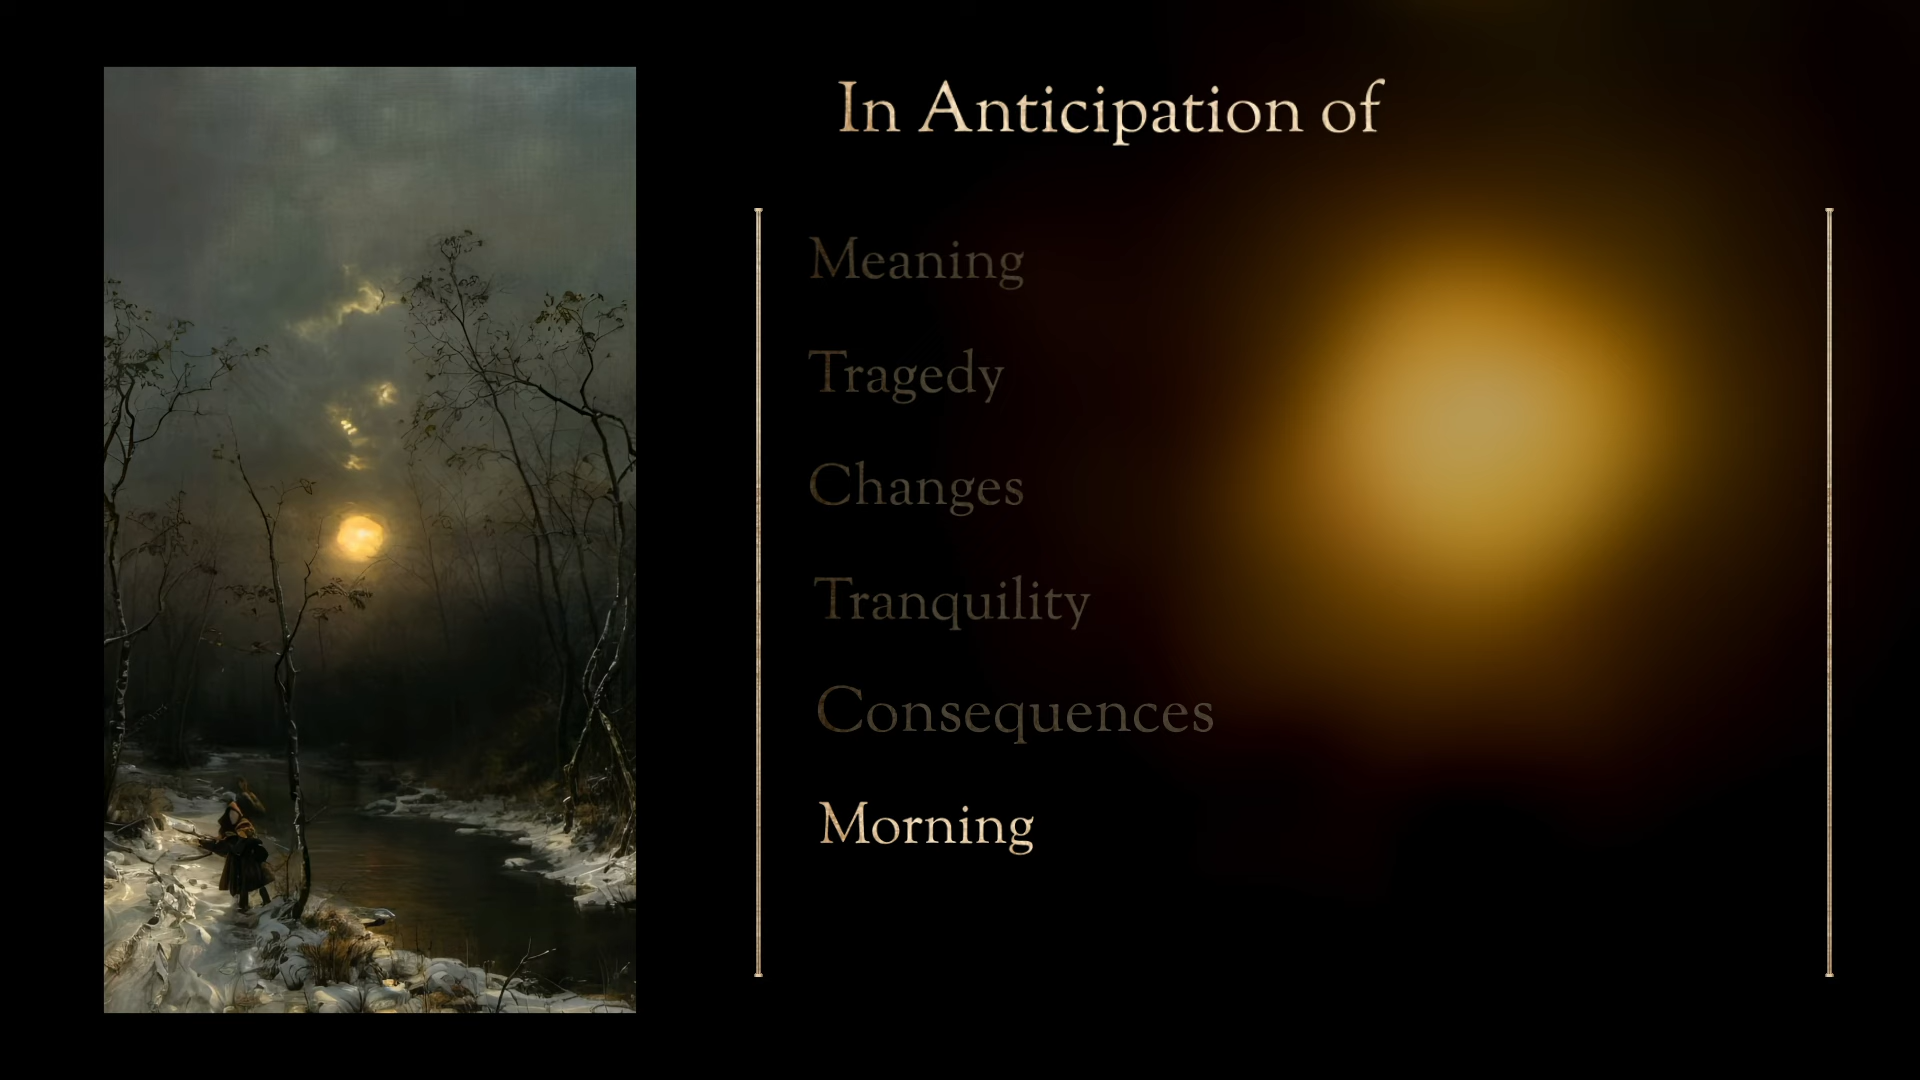 In Anticipation of
Meaning
Tragedy
Changes
Tranquility
Consequences
Morning